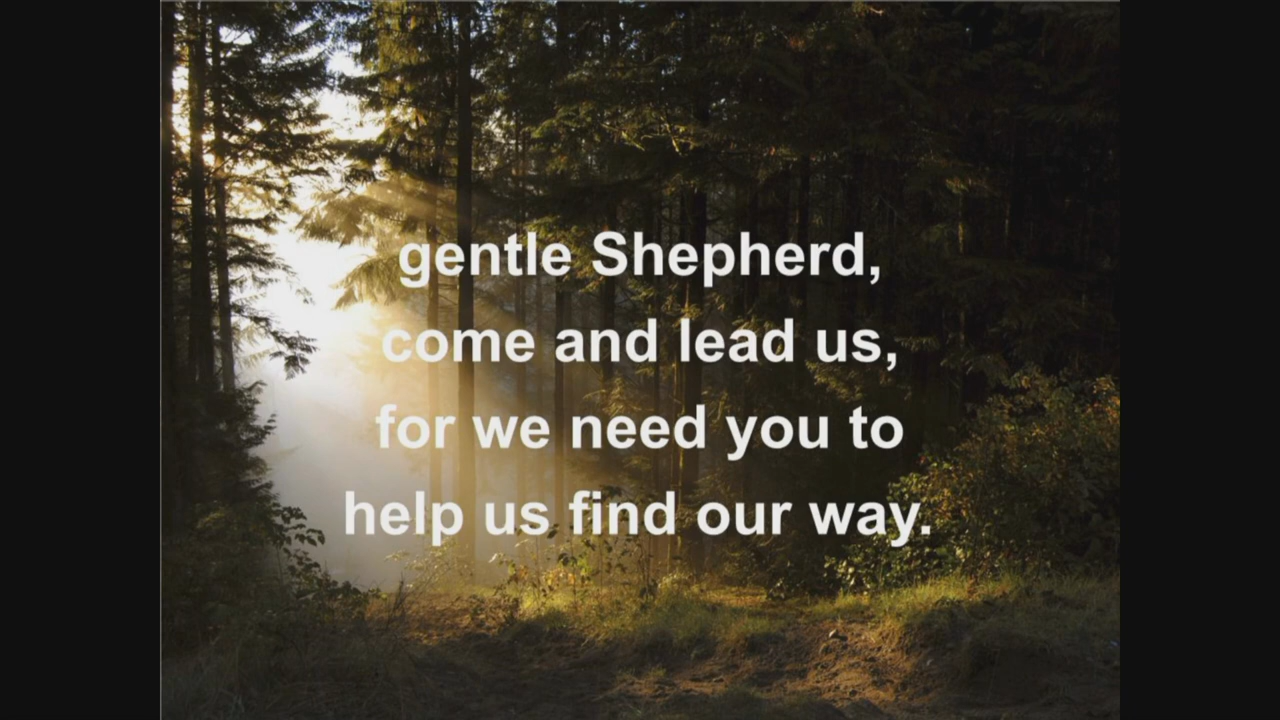 gentle Shepherd,
come and lead us,
for we need you to
help us find our way.